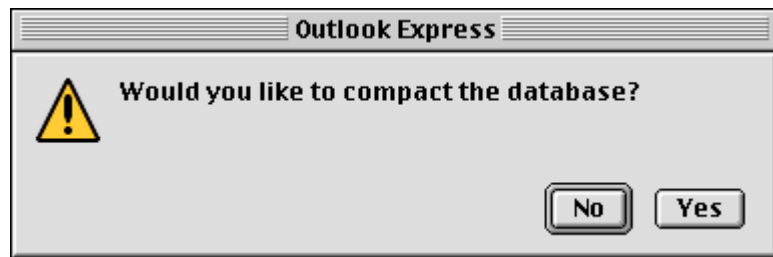 Outlook Express
Would you like to compact the database?
No Yes